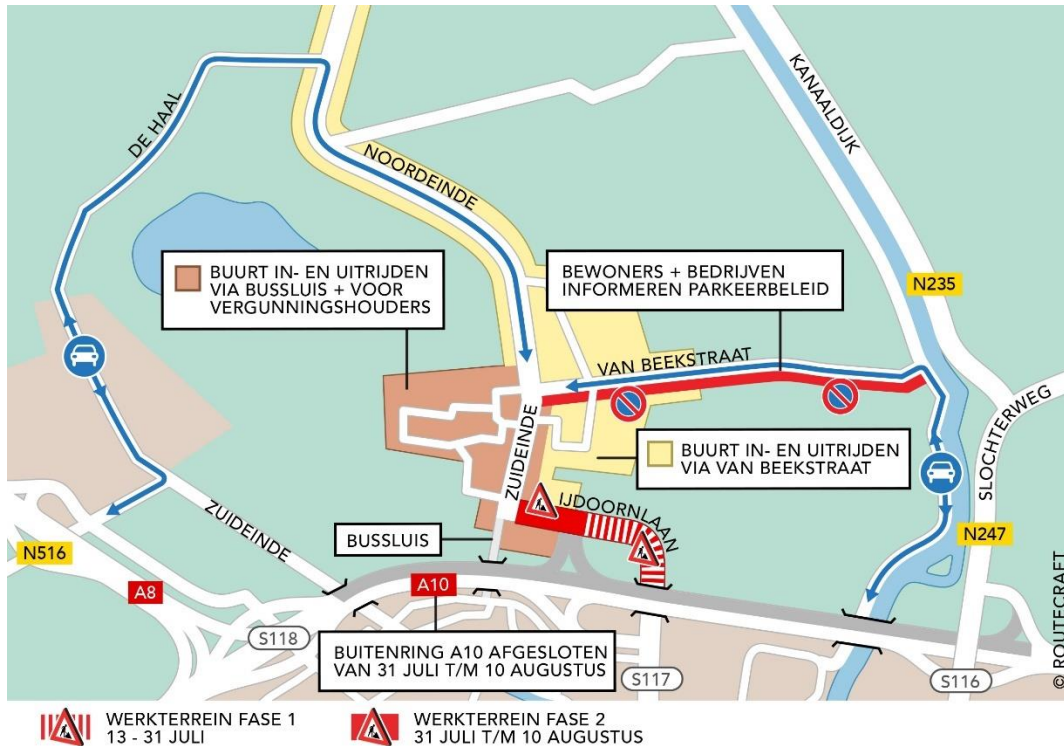 DE HAAL
NOORDEINDE
KANAALDIJK
BUURT IN- EN UITRIJDEN
VIA BUSSLUIS + VOOR
VERGUNNINGSHOUDERS
BEWONERS + BEDRIJVEN
INFORMEREN PARKEERBELEID
N235
VAN BEEKSTRAAT
SLOCHTERWEG
ZUIDEINDE
BUURT IN- EN UITRIJDEN
VIA VAN BEEKSTRAAT
IJDOORNLAAN
ZUIDEINDE
BUSSLUIS
N516
N247
A8
A10
S118
BUITENRING A10 AFGESLOTEN
VAN 31 JULI T/M 10 AUGUSTUS
S117
S116
© ROUTECRAFT
WERKTERREIN FASE 1
13 - 31 JULI
WERKTERREIN FASE 2
31 JULI T/M 10 AUGUSTUS